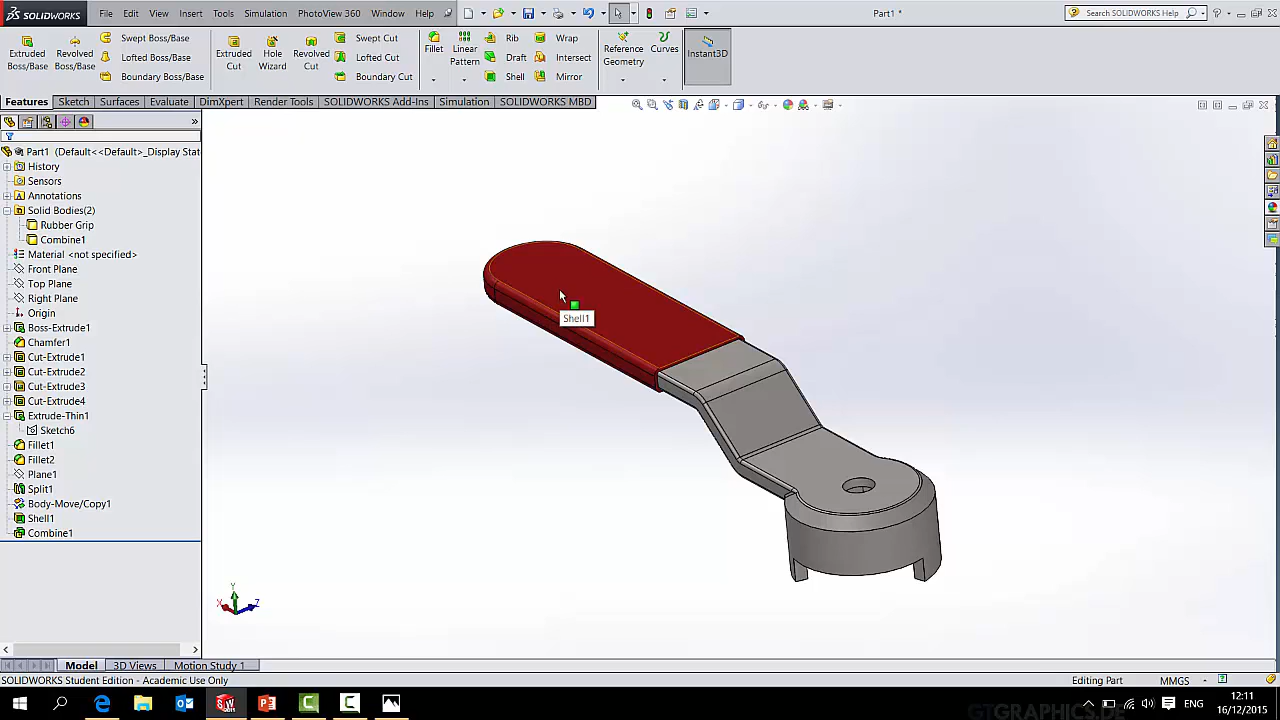 SOLIDWORKS File Edit View Insert Tools Simulation PhotoView 360 Window Help Part1 * Search SOLIDWORKS Help
Extruded Boss/Base
Revolved Boss/Base
Swept Boss/Base
Lofted Boss/Base
Boundary Boss/Base
Extruded Cut
Hole Wizard
Revolved Cut
Swept Cut
Lofted Cut
Boundary Cut
Fillet
Linear Pattern
Rib
Draft
Shell
Wrap
Intersect
Mirror
Reference Geometry
Curves
Instant3D
Features Sketch Surfaces Evaluate DimXpert Render Tools SOLIDWORKS Add-Ins Simulation SOLIDWORKS MBD
Part1 (Default<<Default>_Display Stat
History
Sensors
Annotations
Solid Bodies(2)
Rubber Grip
Combine1
Material <not specified>
Front Plane
Top Plane
Right Plane
Origin
Boss-Extrude1
Chamfer1
Cut-Extrude1
Cut-Extrude2
Cut-Extrude3
Cut-Extrude4
Extrude-Thin1
Sketch6
Fillet1
Fillet2
Plane1
Split1
Body-Move/Copy1
Shell1
Combine1
Shell1
Y
X
Z
Model 3D Views Motion Study 1
SOLIDWORKS Student Edition - Academic Use Only Editing Part MMGS
ENG
12:11
16/12/2015
GTGRAPHICS.DE